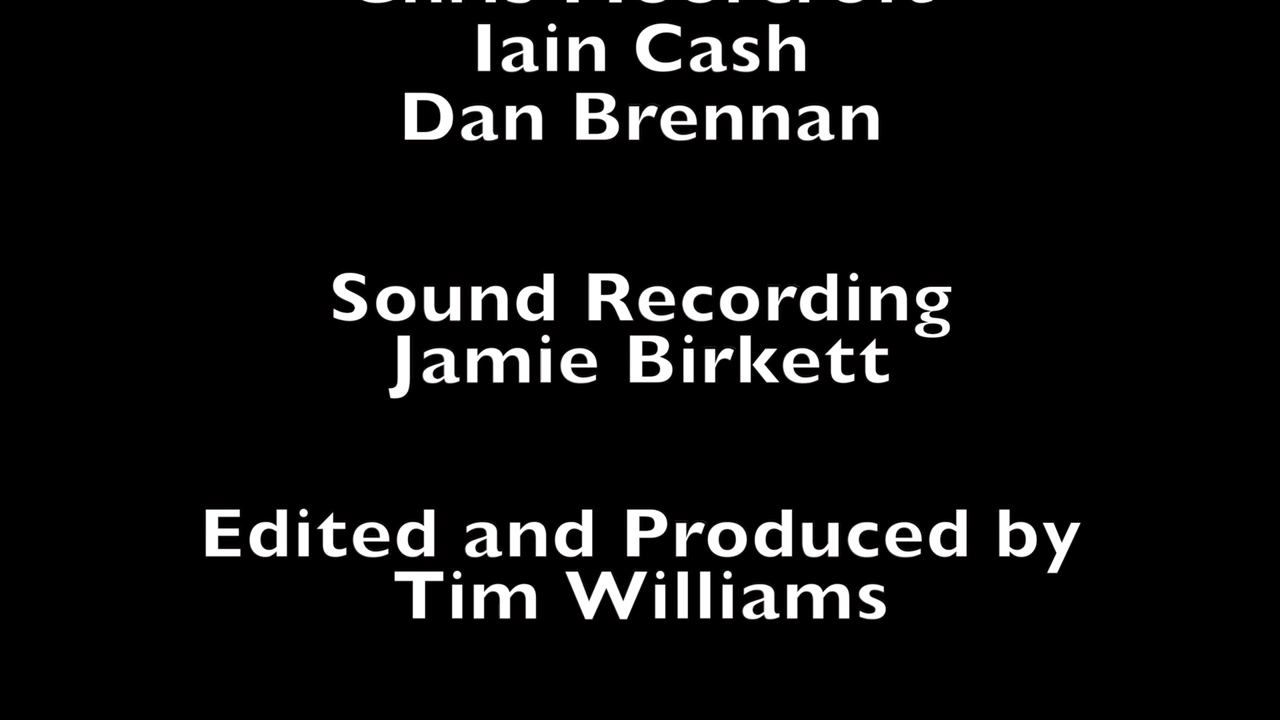 Iain Cash
Dan Brennan
Sound Recording
Jamie Birkett
Edited and Produced by
Tim Williams